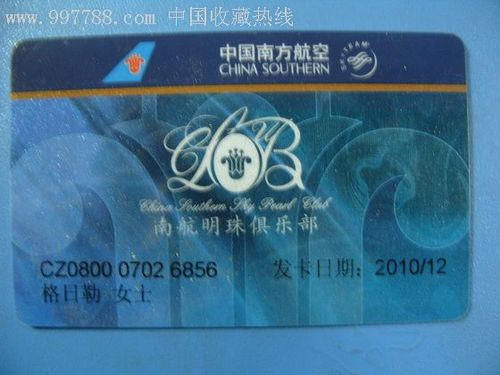 www.997788.com 中国收藏热线
中国南方航空
CHINA SOUTHERN
SKYTEAM
CLUB
China Southern Sky Pearl Club
南航明珠俱乐部
CZ0800 0702 6856 发卡日期：2010/12
格日勒 女士